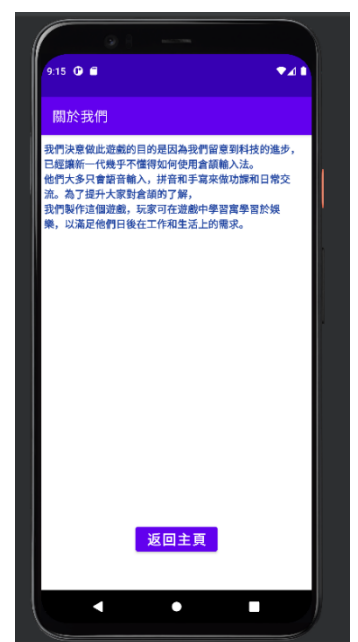 9:15
關於我們
我們決意做此遊戲的目的是因為我們留意到科技的進步，
已經讓新一代幾乎不懂得如何使用倉頡輸入法。
他們大多只會語音輸入，拼音和手寫來做功課和日常交
流。為了提升大家對倉頡的了解，
我們製作這個遊戲，玩家可在遊戲中學習寓學習於娛
樂，以滿足他們日後在工作和生活上的需求。
返回主頁